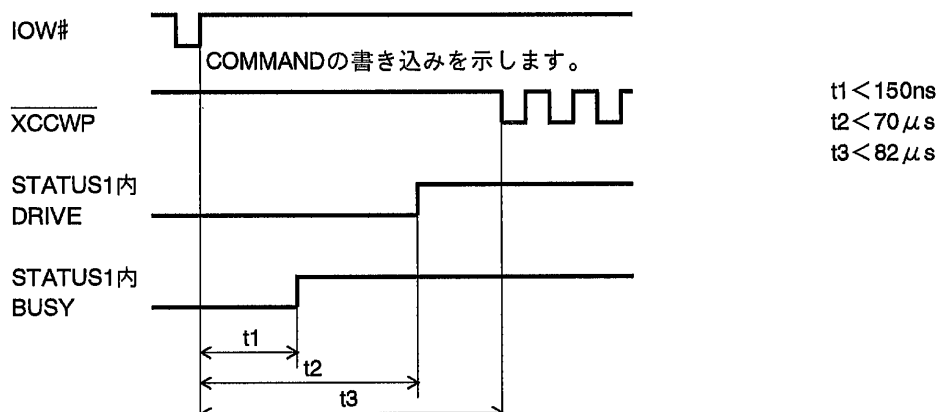 IOW#
COMMANDの書き込みを示します。
XCCWP
t1<150ns
t2<70μs
t3<82μs
STATUS1内
DRIVE
STATUS1内
BUSY
t1
t2
t3